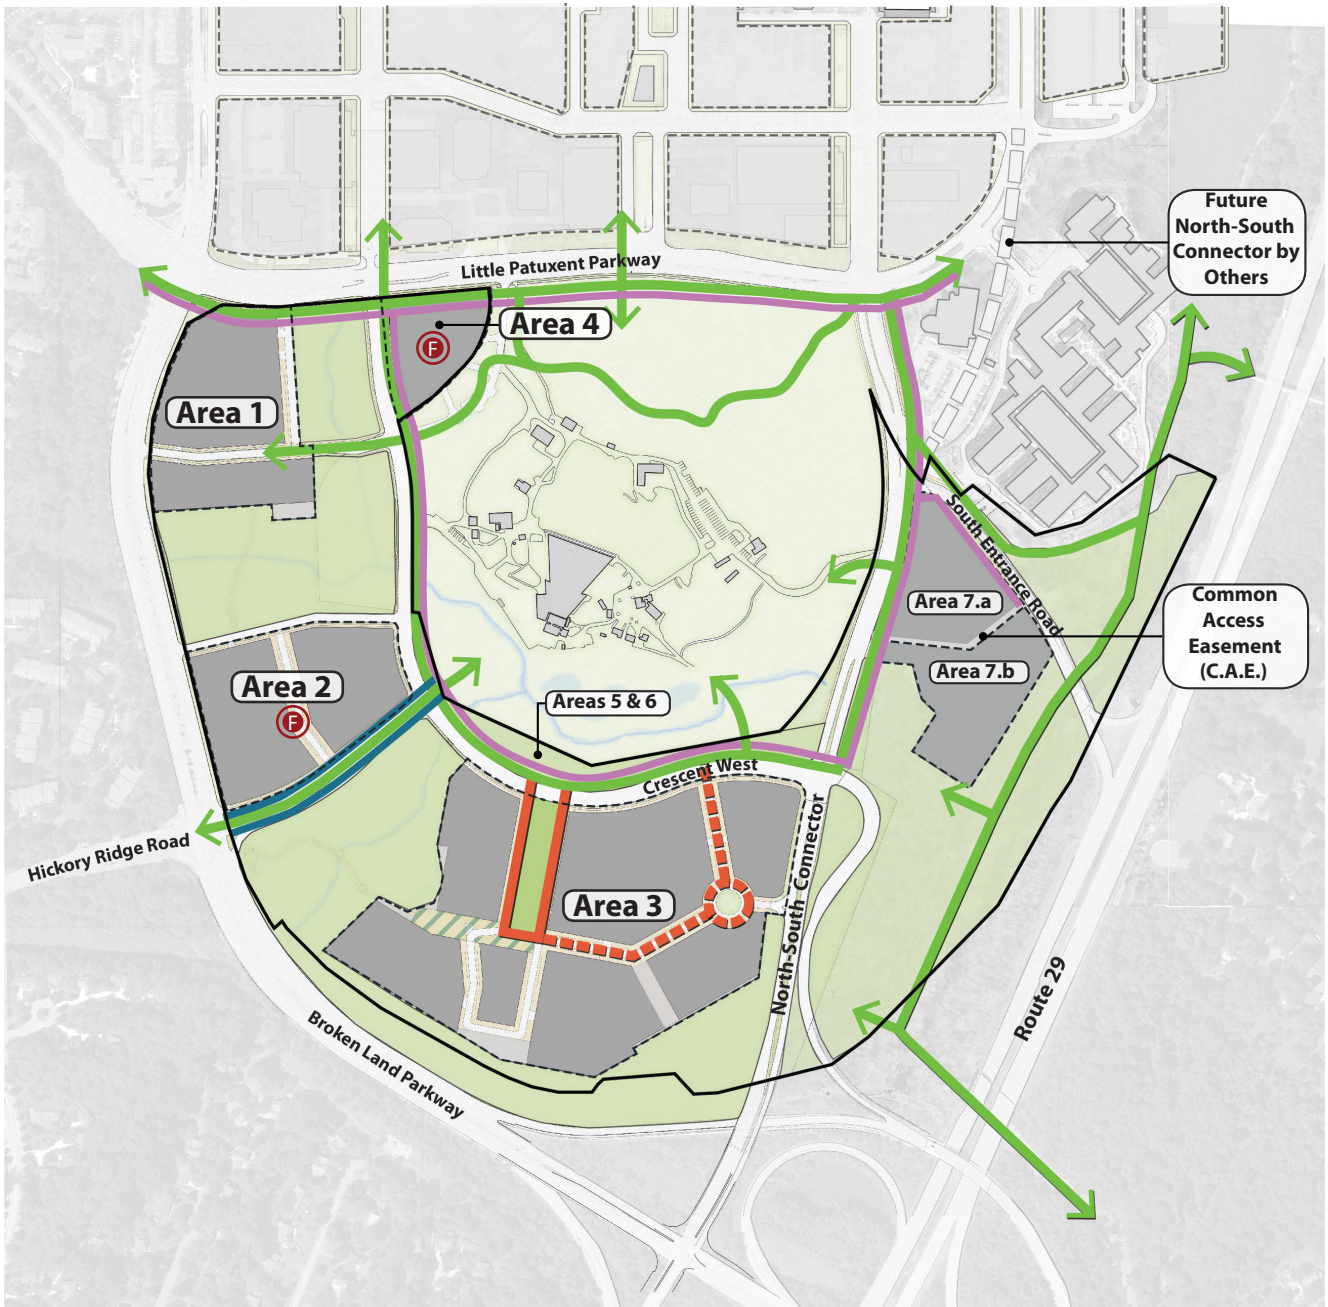 Future
North-South
Connector by
Others
Little Patuxent Parkway
Area 4
F
Area 1
South Entrance Road
Area 7.a
Common
Access
Easement
(C.A.E.)
Area 7.b
Area 2
F
Areas 5 & 6
Crescent West
Hickory Ridge Road
North-South Connector
Area 3
Route 29
Broken Land Parkway